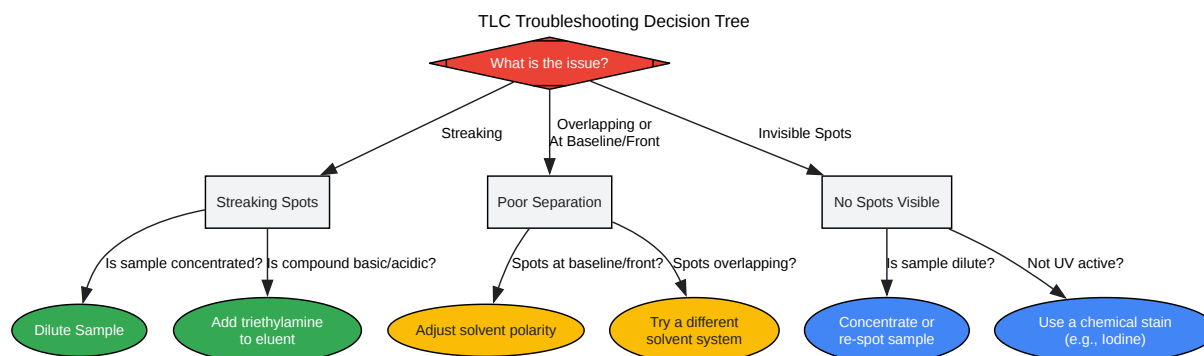 TLC Troubleshooting Decision Tree
What is the issue?
Streaking
Overlapping or
At Baseline/Front
Invisible Spots
Streaking Spots
Poor Separation
No Spots Visible
Is sample concentrated?
Is compound basic/acidic?
Spots at baseline/front?
Spots overlapping?
Is sample dilute?
Not UV active?
Dilute Sample
Add triethylamine
to eluent
Adjust solvent polarity
Try a different
solvent system
Concentrate or
re-spot sample
Use a chemical stain
(e.g., Iodine)